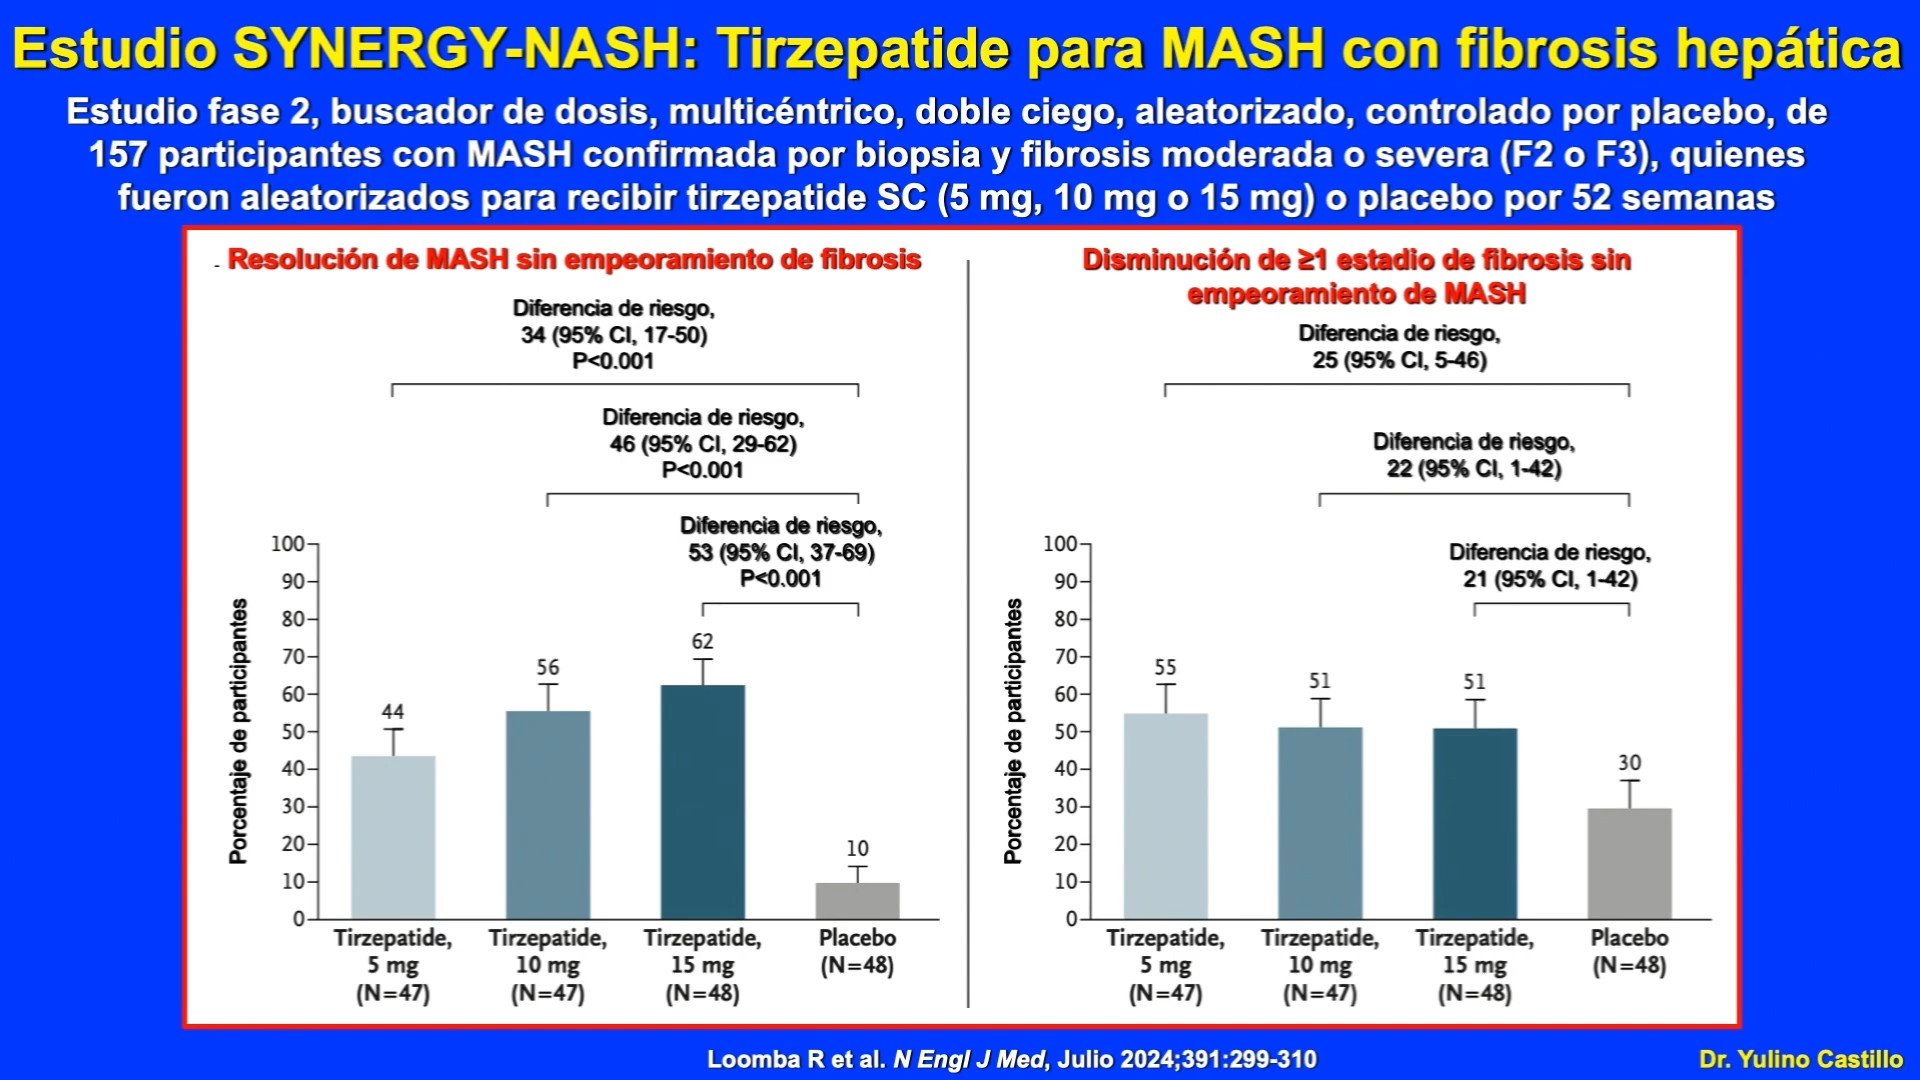 Estudio SYNERGY-NASH: Tirzepatide para MASH con fibrosis hepática
Estudio fase 2, buscador de dosis, multicéntrico, doble ciego, aleatorizado, controlado por placebo, de
157 participantes con MASH confirmada por biopsia y fibrosis moderada o severa (F2 o F3), quienes
fueron aleatorizados para recibir tirzepatide SC (5 mg, 10 mg o 15 mg) o placebo por 52 semanas
Resolución de MASH sin empeoramiento de fibrosis
Diferencia de riesgo,
34 (95% CI, 17-50)
P<0.001
Diferencia de riesgo,
46 (95% CI, 29-62)
P<0.001
Diferencia de riesgo,
53 (95% CI, 37-69)
P<0.001
Porcentaje de participantes
100
90
80
70
60
50
40
30
20
10
0
44
56
62
10
Tirzepatide,
5 mg
(N=47)
Tirzepatide,
10 mg
(N=47)
Tirzepatide,
15 mg
(N=48)
Placebo
(N=48)
Disminución de ≥1 estadio de fibrosis sin
empeoramiento de MASH
Diferencia de riesgo,
25 (95% CI, 5-46)
Diferencia de riesgo,
22 (95% CI, 1-42)
Diferencia de riesgo,
21 (95% CI, 1-42)
Porcentaje de participantes
100
90
80
70
60
50
40
30
20
10
0
55
51
51
30
Tirzepatide,
5 mg
(N=47)
Tirzepatide,
10 mg
(N=47)
Tirzepatide,
15 mg
(N=48)
Placebo
(N=48)
Loomba R et al. N Engl J Med, Julio 2024;391:299-310
Dr. Yulino Castillo